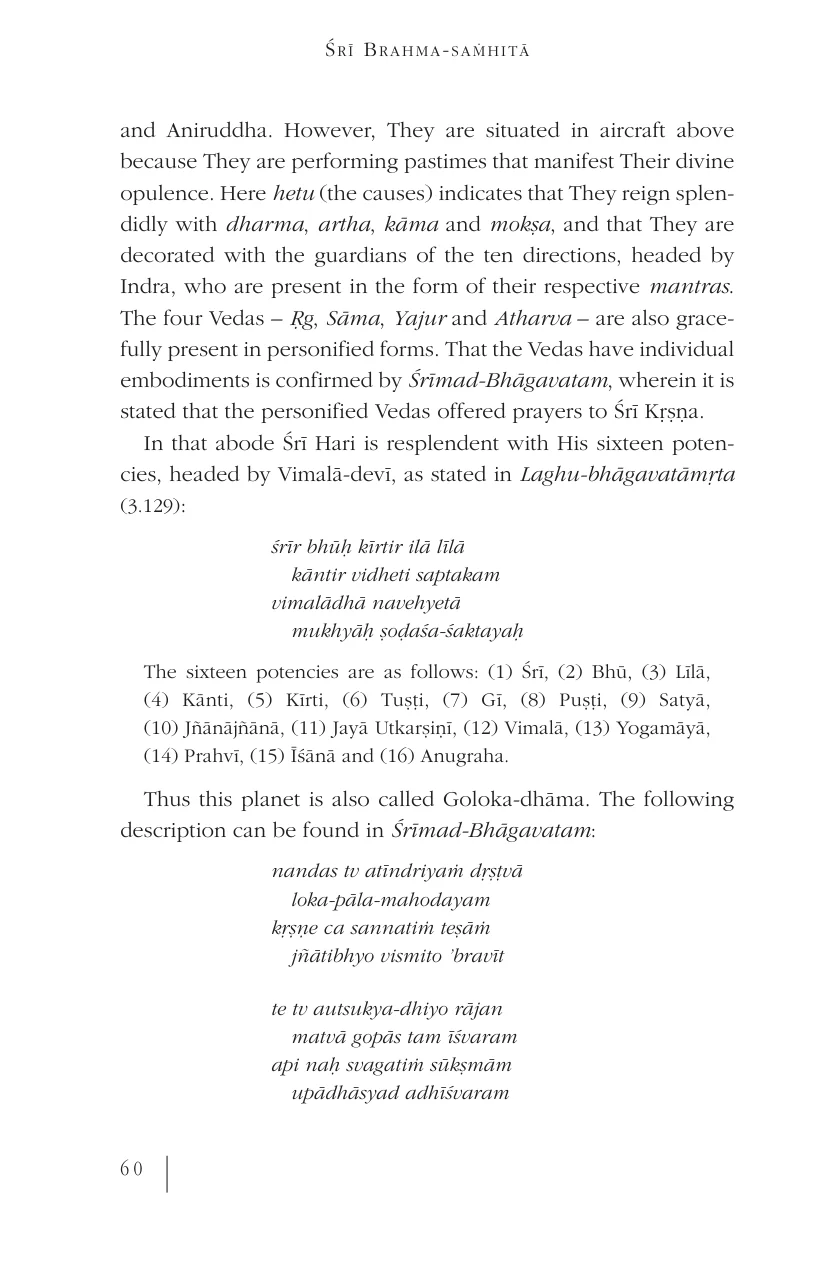 ŚRĪ BRAHMA-SAṀHITĀ
and Aniruddha. However, They are situated in aircraft above
because They are performing pastimes that manifest Their divine
opulence. Here hetu (the causes) indicates that They reign splen-
didly with dharma, artha, kāma and mokṣa, and that They are
decorated with the guardians of the ten directions, headed by
Indra, who are present in the form of their respective mantras.
The four Vedas – Ṛg, Sāma, Yajur and Atharva – are also grace-
fully present in personified forms. That the Vedas have individual
embodiments is confirmed by Śrīmad-Bhāgavatam, wherein it is
stated that the personified Vedas offered prayers to Śrī Kṛṣṇa.
In that abode Śrī Hari is resplendent with His sixteen poten-
cies, headed by Vimalā-devī, as stated in Laghu-bhāgavatāmṛta
(3.129):
śrīr bhūḥ kīrtir ilā līlā
kāntir vidheti saptakam
vimalādhā navehyetā
mukhyāḥ ṣoḍaśa-śaktayaḥ
The sixteen potencies are as follows: (1) Śrī, (2) Bhū, (3) Līlā,
(4) Kānti, (5) Kīrti, (6) Tuṣṭi, (7) Gī, (8) Puṣṭi, (9) Satyā,
(10) Jñānājñānā, (11) Jayā Utkarṣiṇī, (12) Vimalā, (13) Yogamāyā,
(14) Prahvī, (15) Īśānā and (16) Anugraha.
Thus this planet is also called Goloka-dhāma. The following
description can be found in Śrīmad-Bhāgavatam:
nandas tv atīndriyaṁ dṛṣṭvā
loka-pāla-mahodayam
kṛṣṇe ca sannatiṁ teṣāṁ
jñātibhyo vismito ’bravīt
te tv autsukya-dhiyo rājan
matvā gopās tam īśvaram
api naḥ svagatiṁ sūkṣmām
upādhāsyad adhīśvaram
60